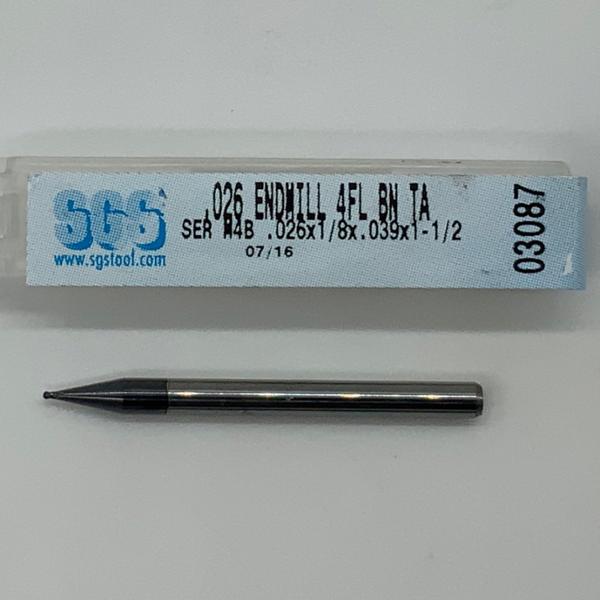 SGS
www.sgstool.com
.026 ENDMILL 4FL BN TA
SER M4B .026x1/8x.039x1-1/2
07/16
03087